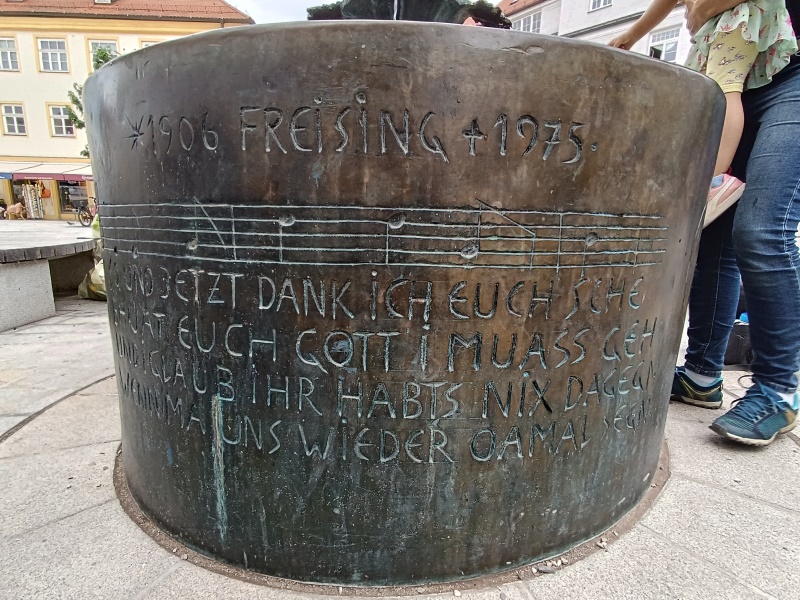 *1906 FREISING +1975.
UND JETZT DANK ICH EUCH SCHE
HUAT EUCH GOTT I MUASS GEH
UND I GLAUB IHR HABTS NIX DAGEGN
WENN MA UNS WIEDER OAMAL SEGN